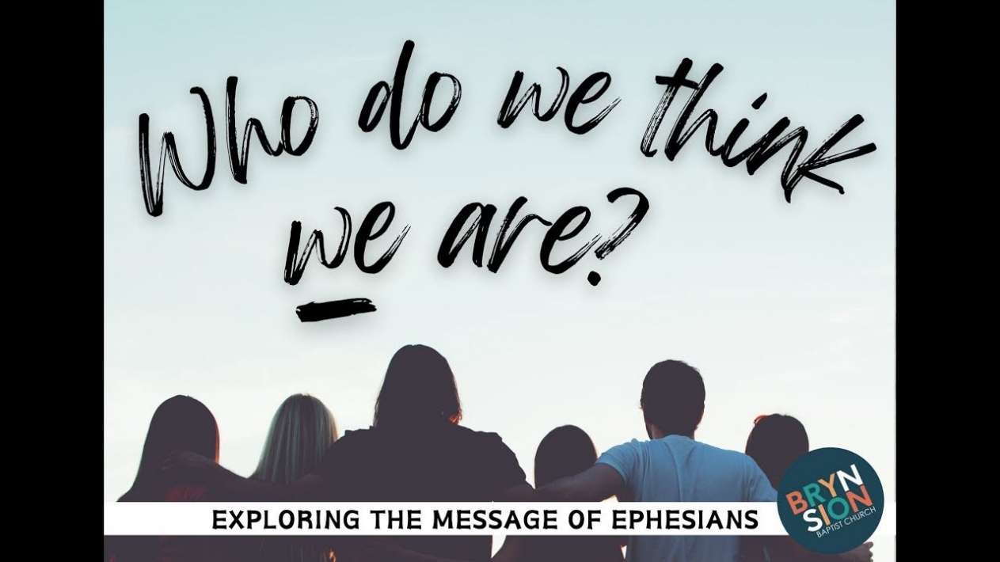 Who do we think
we are?
EXPLORING THE MESSAGE OF EPHESIANS
BRYN
SION
BAPTIST CHURCH